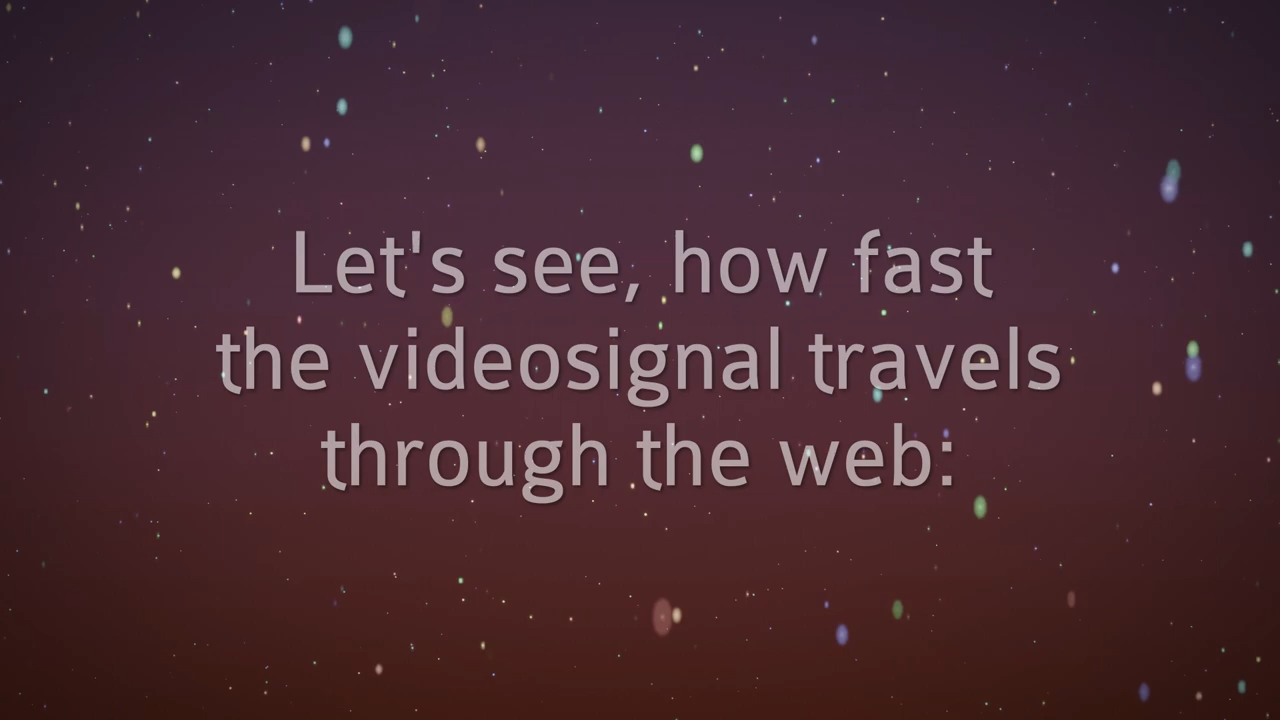 Let's see, how fast
the videosignal travels
through the web: